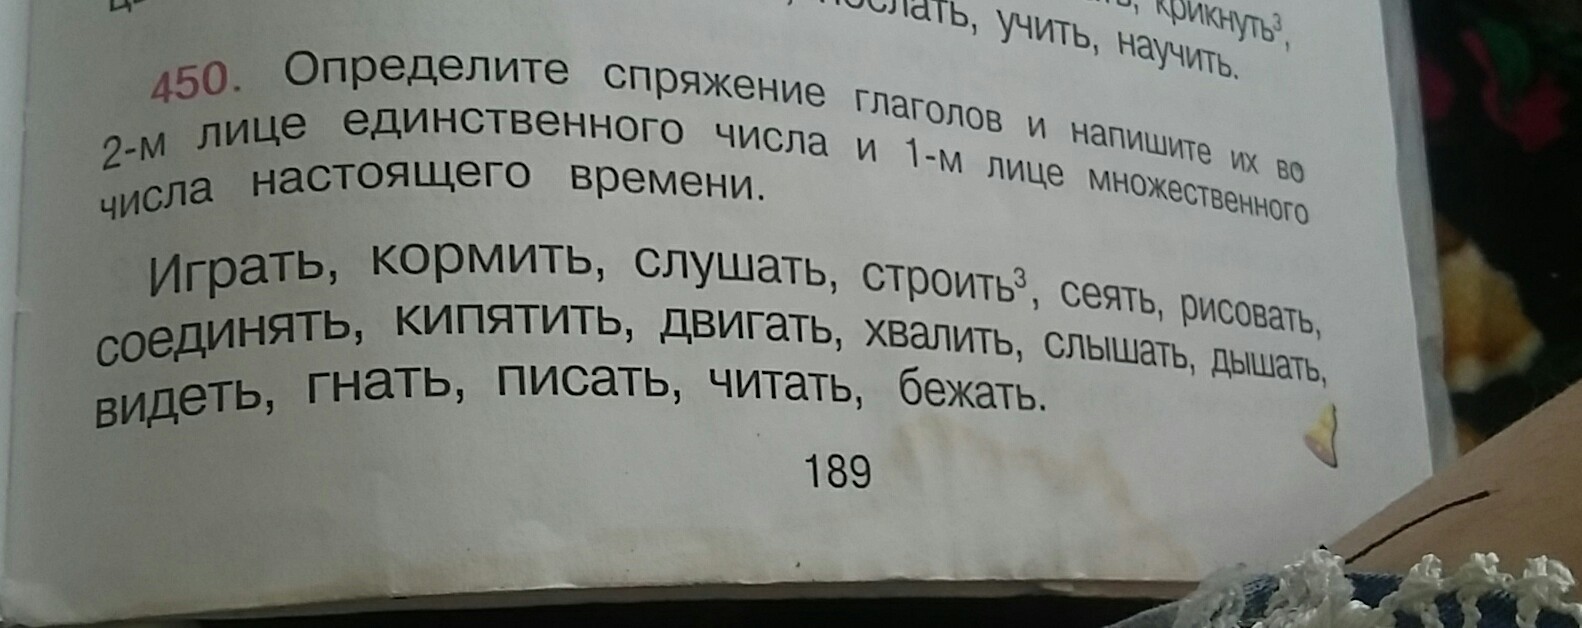 крикнуть³,
учить, научить.
450. Определите спряжение глаголов и напишите их во
2-м лице единственного числа и 1-м лице множественного
числа настоящего времени.
Играть, кормить, слушать, строить³, сеять, рисовать,
соединять, кипятить, двигать, хвалить, слышать, дышать,
видеть, гнать, писать, читать, бежать.
189